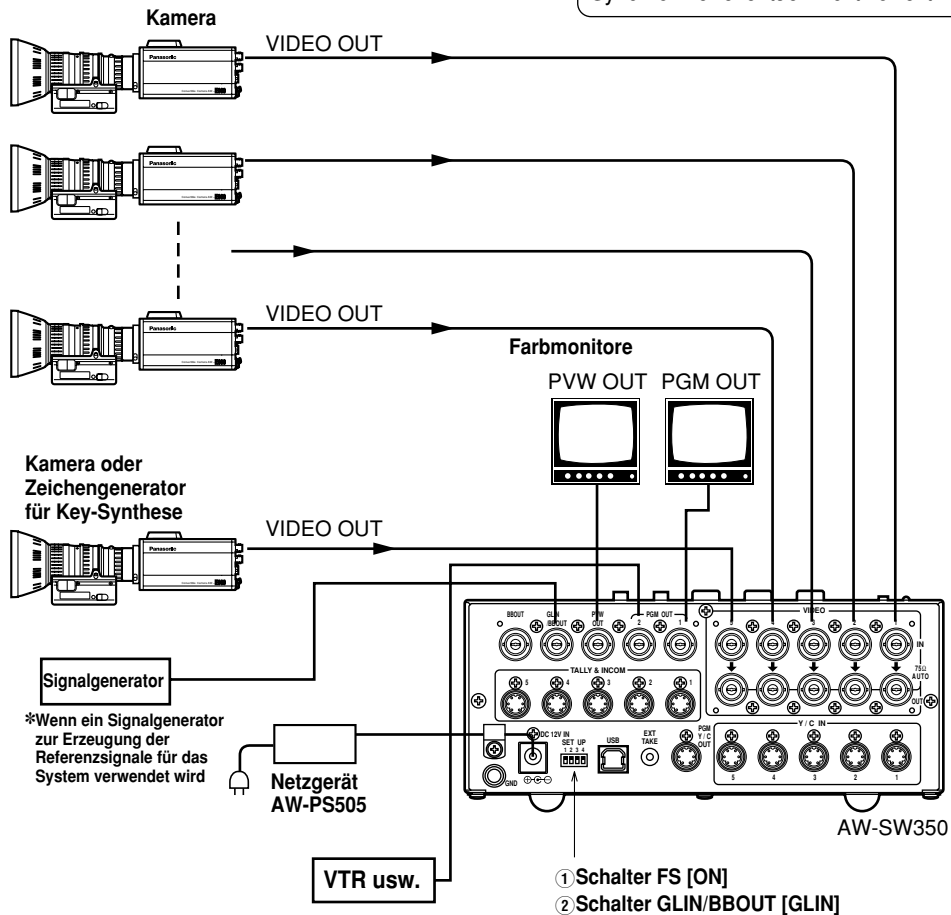 Kamera
VIDEO OUT
Panasonic
Panasonic
VIDEO OUT
Panasonic
Farbmonitore
PVW OUT PGM OUT
Kamera oder
Zeichengenerator
für Key-Synthese
VIDEO OUT
Panasonic
Signalgenerator
*Wenn ein Signalgenerator
zur Erzeugung der
Referenzsignale für das
System verwendet wird
Netzgerät
AW-PS505
VTR usw.
BBOUT
GLIN
/BBOUT
PVW
OUT
PGM OUT
2 1
VIDEO
5 4 3 2 1
IN
75Ω
AUTO
OUT
TALLY & INCOM
5 4 3 2 1
DC 12V IN
GND
SET UP
1 2 3 4
USB
EXT
TAKE
PGM
Y / C
OUT
Y / C IN
5 4 3 2 1
AW-SW350
①Schalter FS [ON]
②Schalter GLIN/BBOUT [GLIN]